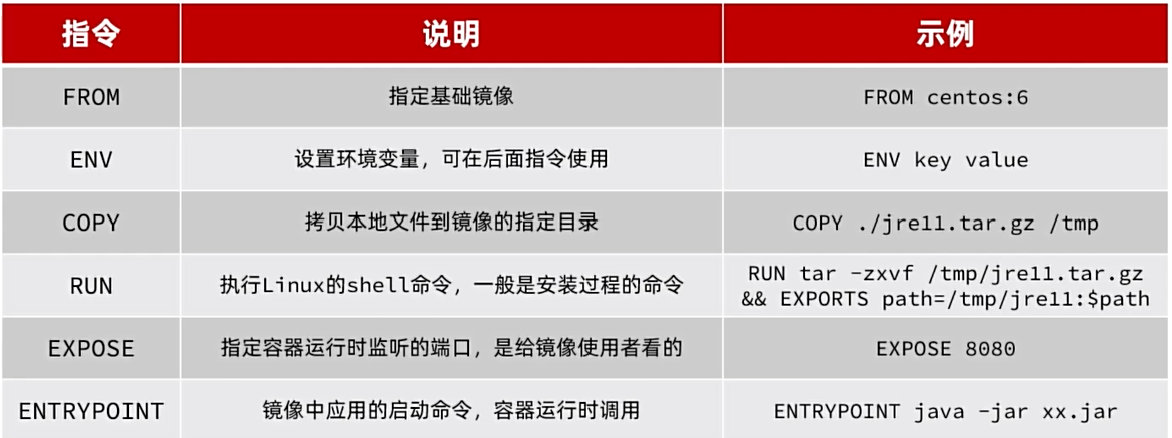 指令 说明 示例
FROM 指定基础镜像 FROM centos:6
ENV 设置环境变量，可在后面指令使用 ENV key value
COPY 拷贝本地文件到镜像的指定目录 COPY ./jre11.tar.gz /tmp
RUN 执行Linux的shell命令，一般是安装过程的命令 RUN tar -zxvf /tmp/jre11.tar.gz
&& EXPORTS path=/tmp/jre11:$path
EXPOSE 指定容器运行时监听的端口，是给镜像使用者看的 EXPOSE 8080
ENTRYPOINT 镜像中应用的启动命令，容器运行时调用 ENTRYPOINT java -jar xx.jar